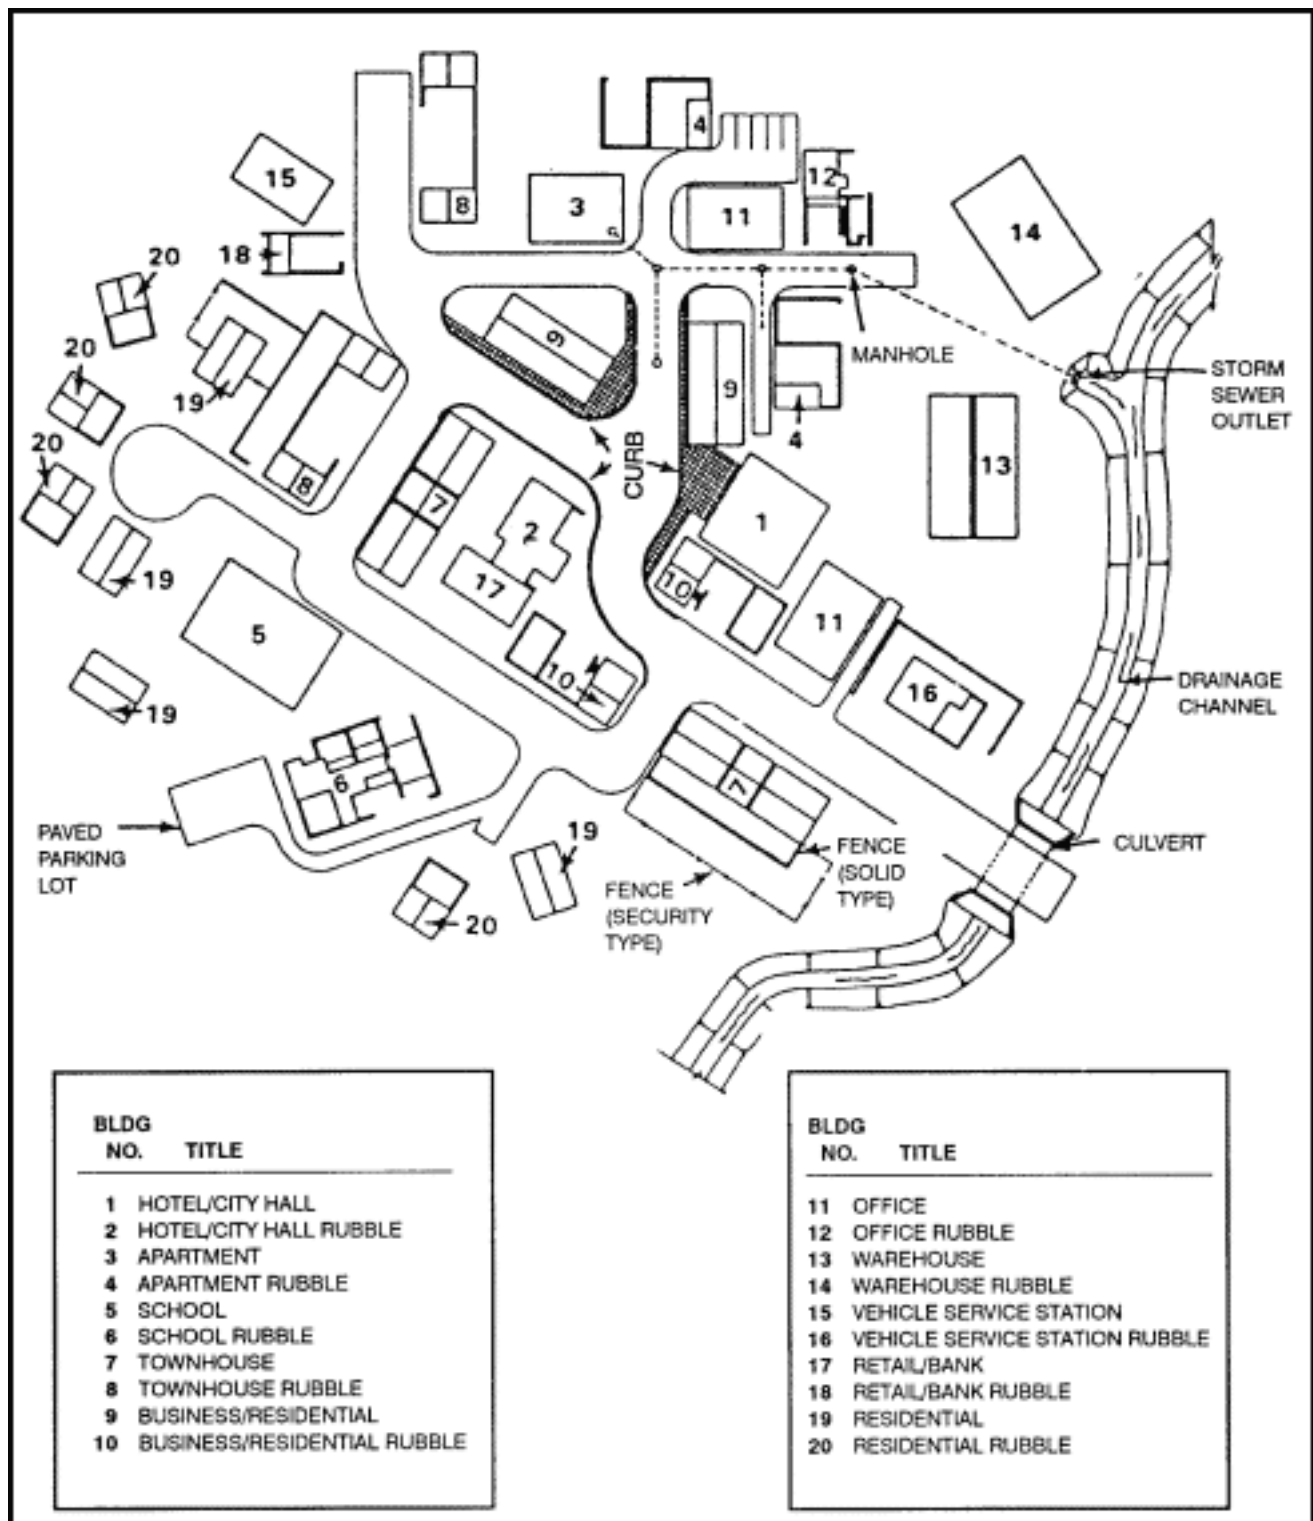 4
12
15
8
3
11
14
18
20
9
MANHOLE
STORM
SEWER
OUTLET
20
19
9
4
CURB
13
20
8
7
2
1
19
17
10
11
5
16
DRAINAGE
CHANNEL
19
10
6
7
PAVED
PARKING
LOT
19
FENCE
(SOLID
TYPE)
CULVERT
FENCE
(SECURITY
TYPE)
20
BLDG
NO. TITLE
1 HOTEL/CITY HALL
2 HOTEL/CITY HALL RUBBLE
3 APARTMENT
4 APARTMENT RUBBLE
5 SCHOOL
6 SCHOOL RUBBLE
7 TOWNHOUSE
8 TOWNHOUSE RUBBLE
9 BUSINESS/RESIDENTIAL
10 BUSINESS/RESIDENTIAL RUBBLE
BLDG
NO. TITLE
11 OFFICE
12 OFFICE RUBBLE
13 WAREHOUSE
14 WAREHOUSE RUBBLE
15 VEHICLE SERVICE STATION
16 VEHICLE SERVICE STATION RUBBLE
17 RETAIL/BANK
18 RETAIL/BANK RUBBLE
19 RESIDENTIAL
20 RESIDENTIAL RUBBLE